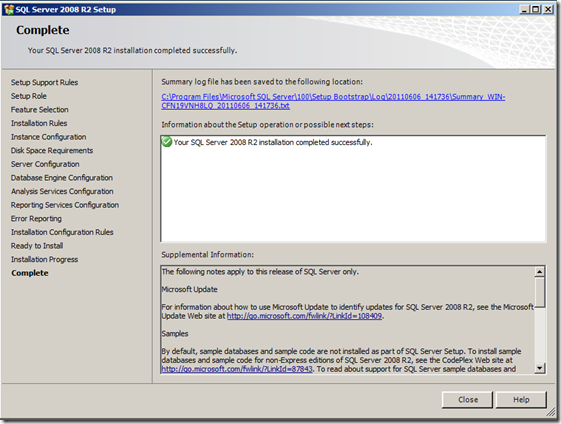 SQL Server 2008 R2 Setup
Complete
Your SQL Server 2008 R2 installation completed successfully.
Setup Support Rules
Setup Role
Feature Selection
Installation Rules
Instance Configuration
Disk Space Requirements
Server Configuration
Database Engine Configuration
Analysis Services Configuration
Reporting Services Configuration
Error Reporting
Installation Configuration Rules
Ready to Install
Installation Progress
Complete
Summary log file has been saved to the following location:
C:\Program Files\Microsoft SQL Server\100\Setup Bootstrap\Log\20110606_141736\Summary_WIN-
CFN19VNH8LO_20110606_141736.txt
Information about the Setup operation or possible next steps:
Your SQL Server 2008 R2 installation completed successfully.
Supplemental Information:
The following notes apply to this release of SQL Server only.
Microsoft Update
For information about how to use Microsoft Update to identify updates for SQL Server 2008 R2, see the Microsoft
Update Web site at http://go.microsoft.com/fwlink/?LinkId=108409.
Samples
By default, sample databases and sample code are not installed as part of SQL Server Setup. To install sample
databases and sample code for non-Express editions of SQL Server 2008 R2, see the CodePlex Web site at
http://go.microsoft.com/fwlink/?LinkId=87843. To read about support for SQL Server sample databases and
Close
Help